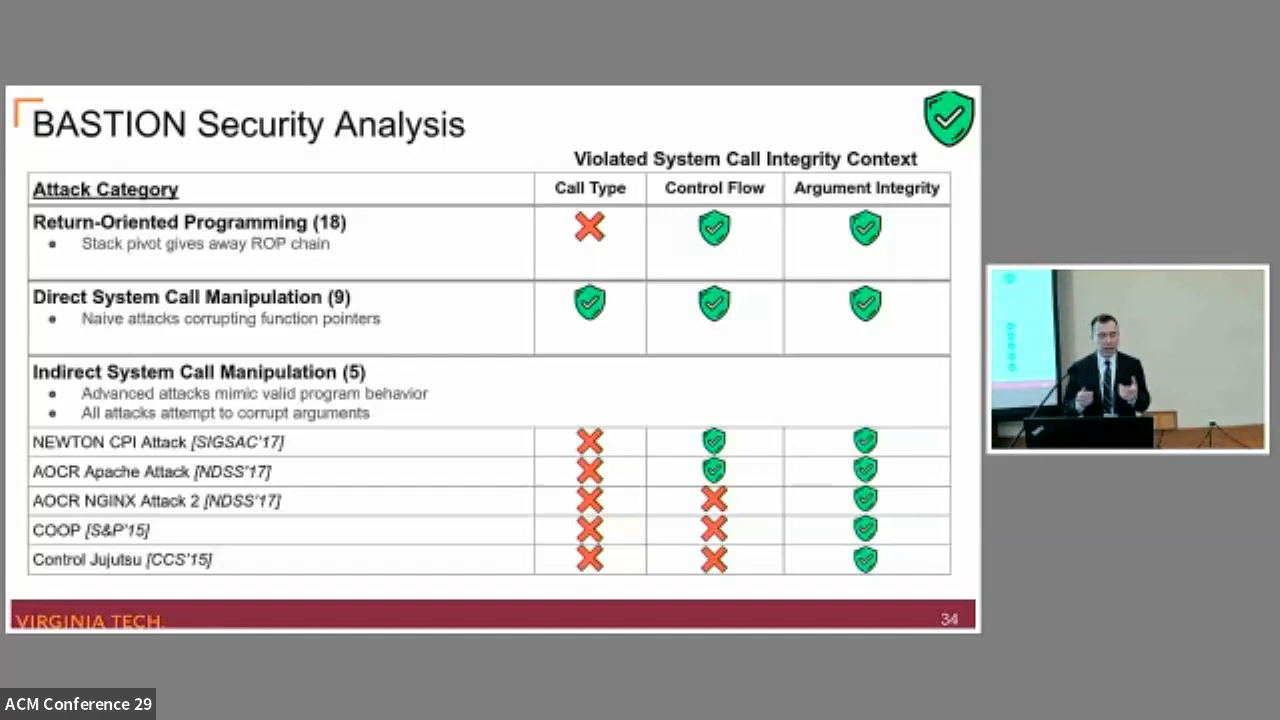 BASTION Security Analysis
Violated System Call Integrity Context
Attack Category Call Type Control Flow Argument Integrity
Return-Oriented Programming (18)
Stack pivot gives away ROP chain
Direct System Call Manipulation (9)
Naive attacks corrupting function pointers
Indirect System Call Manipulation (5)
Advanced attacks mimic valid program behavior
All attacks attempt to corrupt arguments
NEWTON CPI Attack [SIGSAC'17]
AOCR Apache Attack [NDSS'17]
AOCR NGINX Attack 2 [NDSS'17]
COOP [S&P'15]
Control Jujutsu [CCS'15]
VIRGINIA TECH.
34
ACM Conference 29